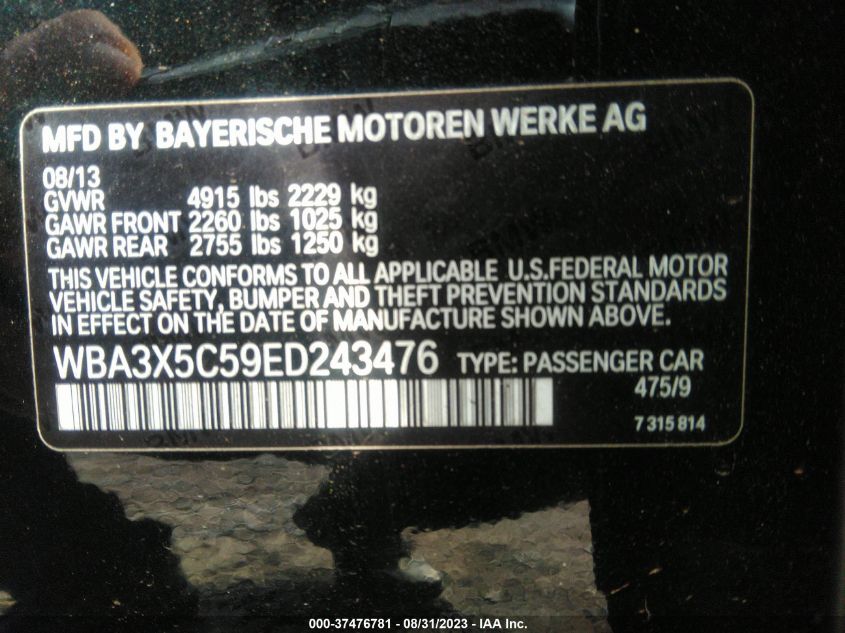 MFD BY BAYERISCHE MOTOREN WERKE AG
08/13
GVWR 4915 lbs 2229 kg
GAWR FRONT 2260 lbs 1025 kg
GAWR REAR 2755 lbs 1250 kg
THIS VEHICLE CONFORMS TO ALL APPLICABLE U.S.FEDERAL MOTOR
VEHICLE SAFETY, BUMPER AND THEFT PREVENTION STANDARDS
IN EFFECT ON THE DATE OF MANUFACTURE SHOWN ABOVE.
WBA3X5C59ED243476 TYPE: PASSENGER CAR
475/9
7 315 814
000-37476781 - 08/31/2023 - IAA Inc.